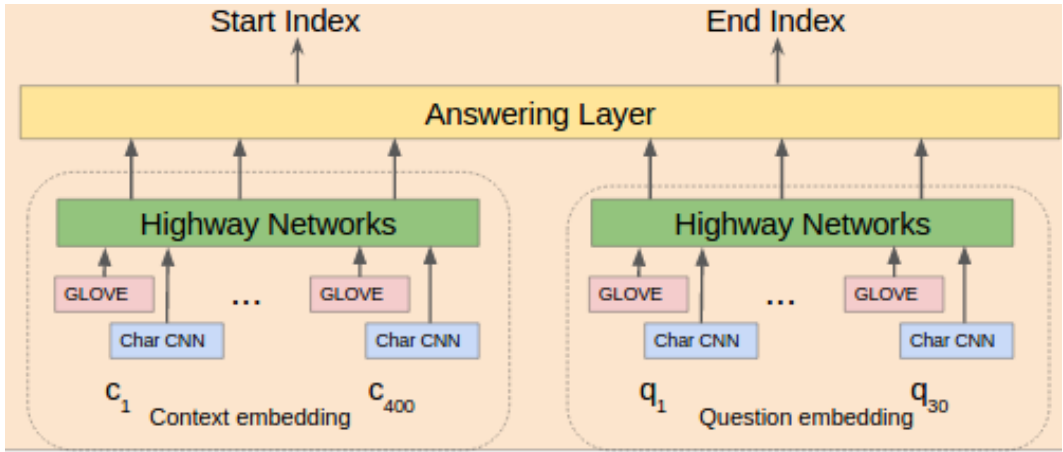 Start Index End Index
Answering Layer
Highway Networks Highway Networks
GLOVE ... GLOVE GLOVE ... GLOVE
Char CNN Char CNN Char CNN Char CNN
c1 c400 q1 q30
Context embedding Question embedding